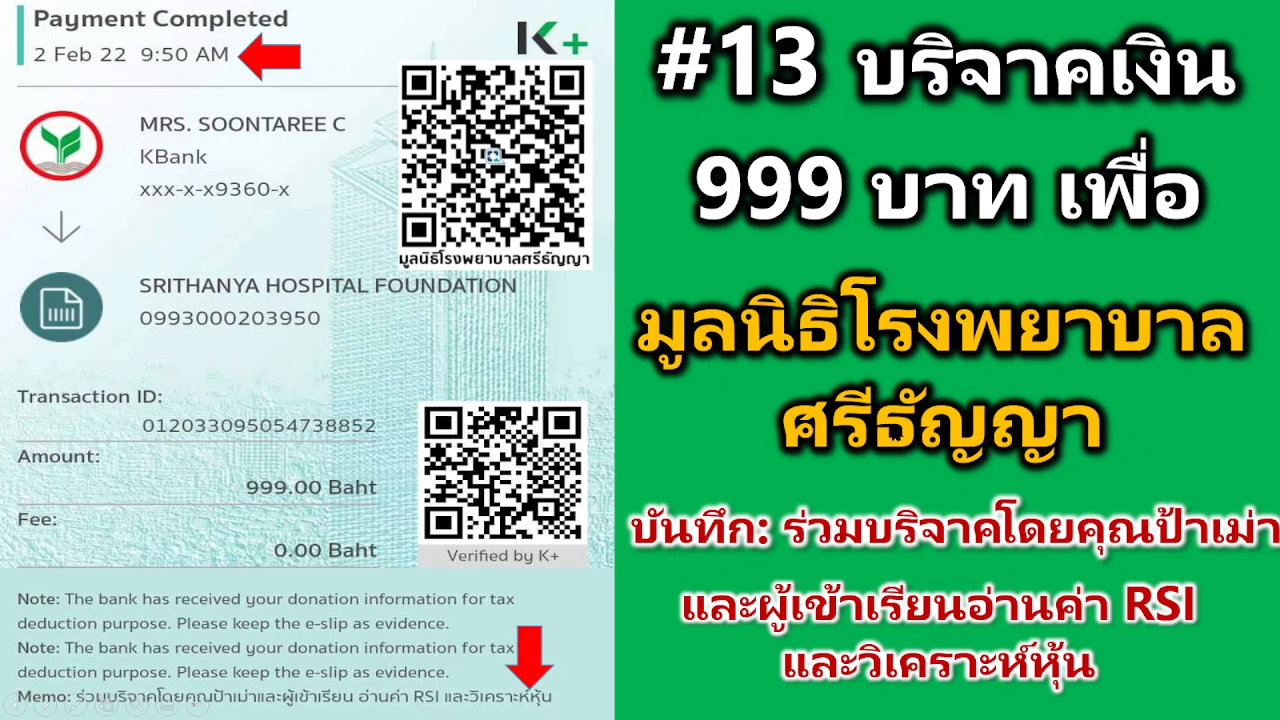 Payment Completed
2 Feb 22 9:50 AM
K+
MRS. SOONTAREE C
KBank
xxx-x-x9360-x
มูลนิธิโรงพยาบาลศรีธัญญา
SRITHANYA HOSPITAL FOUNDATION
0993000203950
Transaction ID:
012033095054738852
Amount:
999.00 Baht
Fee:
0.00 Baht
Verified by K+
Note: The bank has received your donation information for tax
deduction purpose. Please keep the e-slip as evidence.
Note: The bank has received your donation information for tax
deduction purpose. Please keep the e-slip as evidence.
Memo: ร่วมบริจาคโดยคุณป้าเม่าและผู้เข้าเรียน อ่านค่า RSI และวิเคราะห์หุ้น
#13 บริจาคเงิน
999 บาท เพื่อ
มูลนิธิโรงพยาบาล
ศรีธัญญา
บันทึก: ร่วมบริจาคโดยคุณป้าเม่า
และผู้เข้าเรียนอ่านค่า RSI
และวิเคราะห์หุ้น